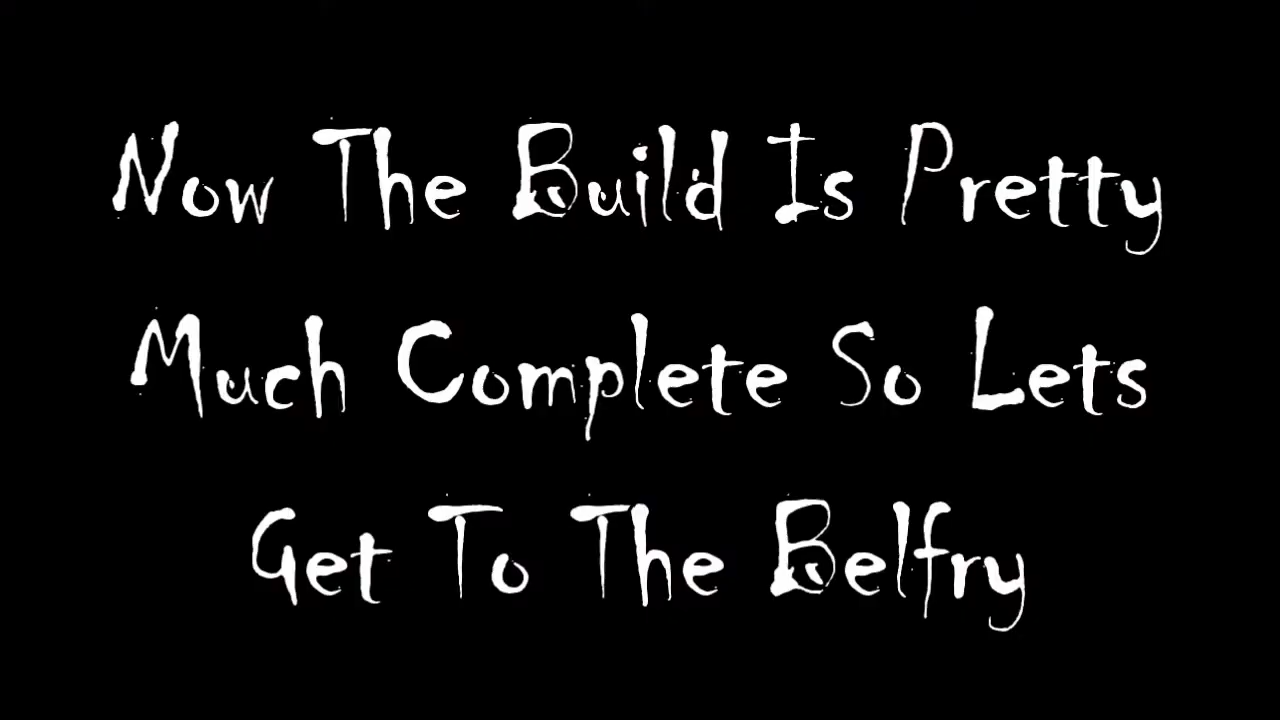 Now The Build Is Pretty
Much Complete So Lets
Get To The Belfry